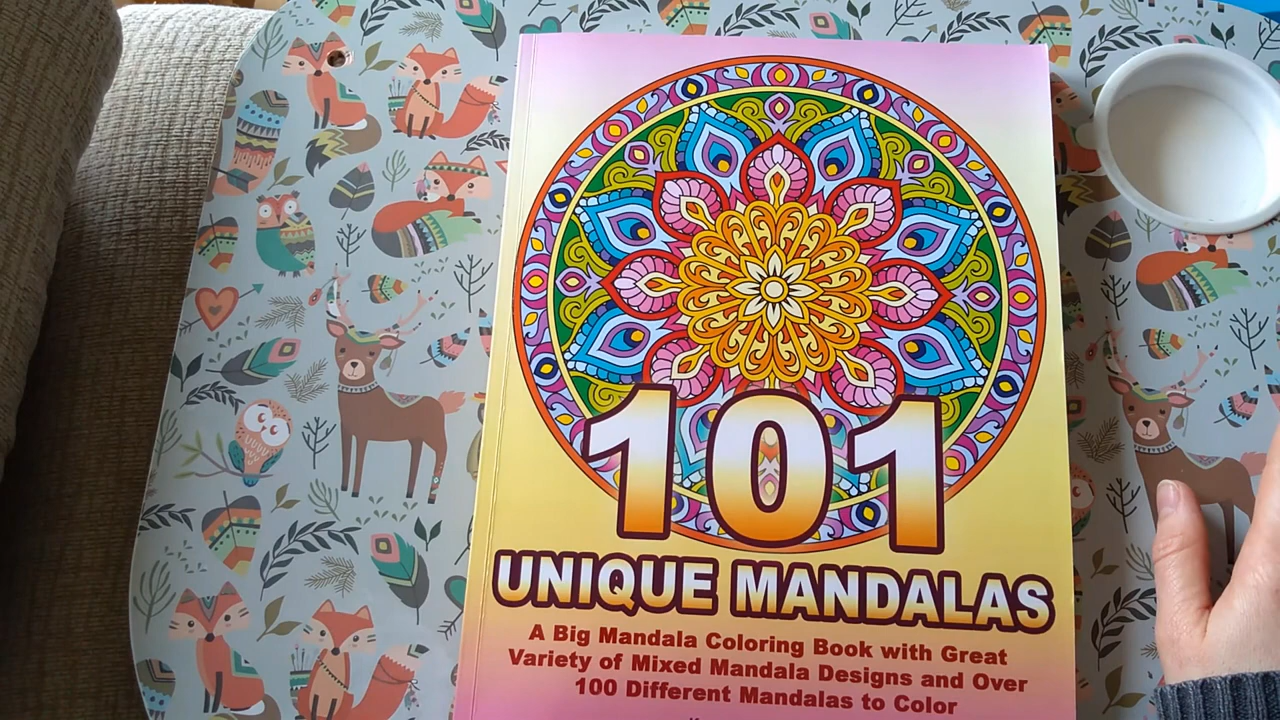 101
UNIQUE MANDALAS
A Big Mandala Coloring Book with Great
Variety of Mixed Mandala Designs and Over
100 Different Mandalas to Color